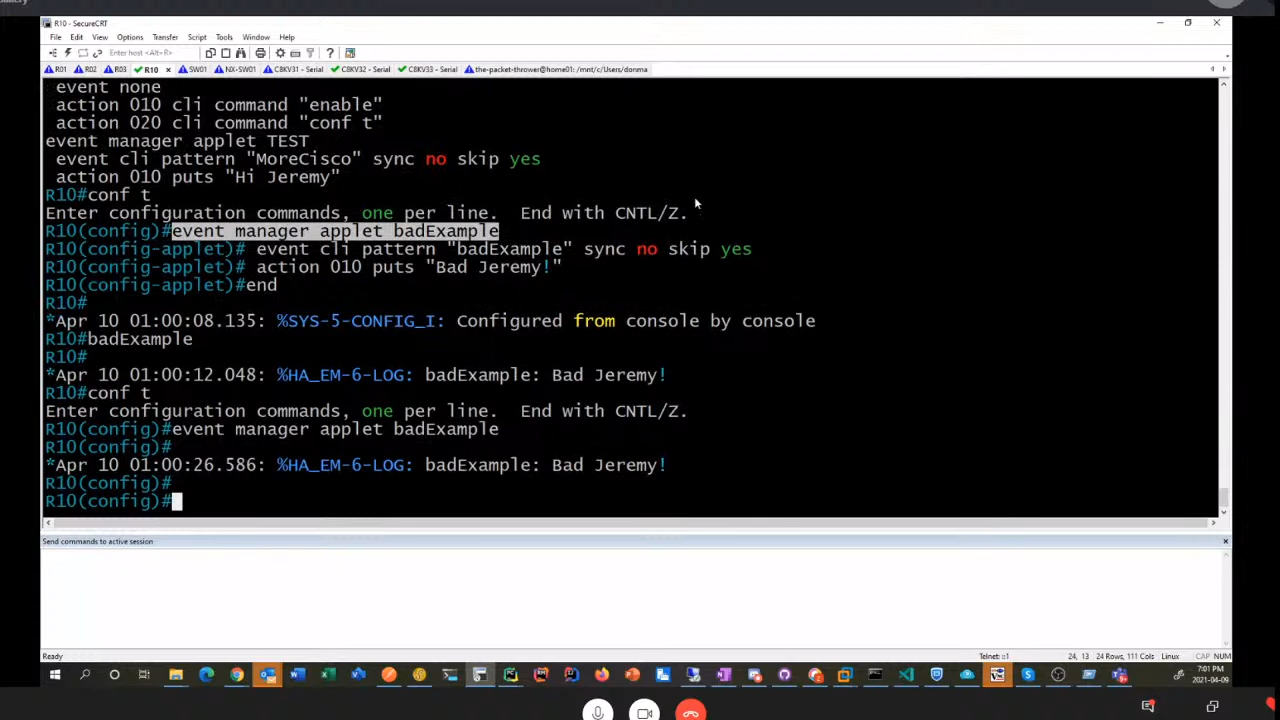 R10 - SecureCRT
File Edit View Options Transfer Script Tools Window Help
Enter host <Alt+R>
R01 R02 R03 R10 SW01 NX-SW01 C8KV31 - Serial C8KV32 - Serial C8KV33 - Serial the-packet-thrower@home01: /mnt/c/Users/donma
event none
action 010 cli command "enable"
action 020 cli command "conf t"
event manager applet TEST
event cli pattern "MoreCisco" sync no skip yes
action 010 puts "Hi Jeremy"
R10#conf t
Enter configuration commands, one per line.  End with CNTL/Z.
R10(config)#event manager applet badExample
R10(config-applet)# event cli pattern "badExample" sync no skip yes
R10(config-applet)# action 010 puts "Bad Jeremy!"
R10(config-applet)#end
R10#
*Apr 10 01:00:08.135: %SYS-5-CONFIG_I: Configured from console by console
R10#badExample
R10#
*Apr 10 01:00:12.048: %HA_EM-6-LOG: badExample: Bad Jeremy!
R10#conf t
Enter configuration commands, one per line.  End with CNTL/Z.
R10(config)#event manager applet badExample
R10(config)#
*Apr 10 01:00:26.586: %HA_EM-6-LOG: badExample: Bad Jeremy!
R10(config)#
R10(config)#
Send commands to active session
Ready Telnet: ::1 24, 13 24 Rows, 111 Cols Linux CAP NUM
7:01 PM
2021-04-09